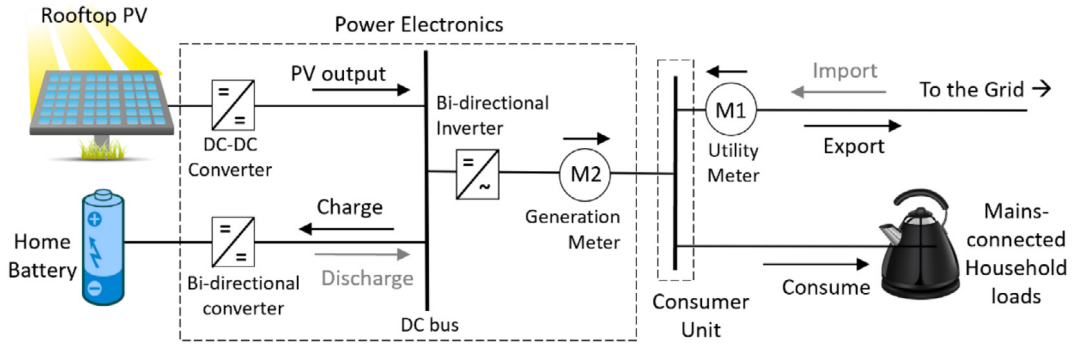 Rooftop PV
Power Electronics
PV output
=
=
DC-DC
Converter
Bi-directional
Inverter
=
~
M2
Generation
Meter
Import
To the Grid →
M1
Utility
Meter
Export
Home
Battery
+
−
=
=
Charge
Discharge
Bi-directional
converter
DC bus
Consumer
Unit
Consume
Mains-
connected
Household
loads